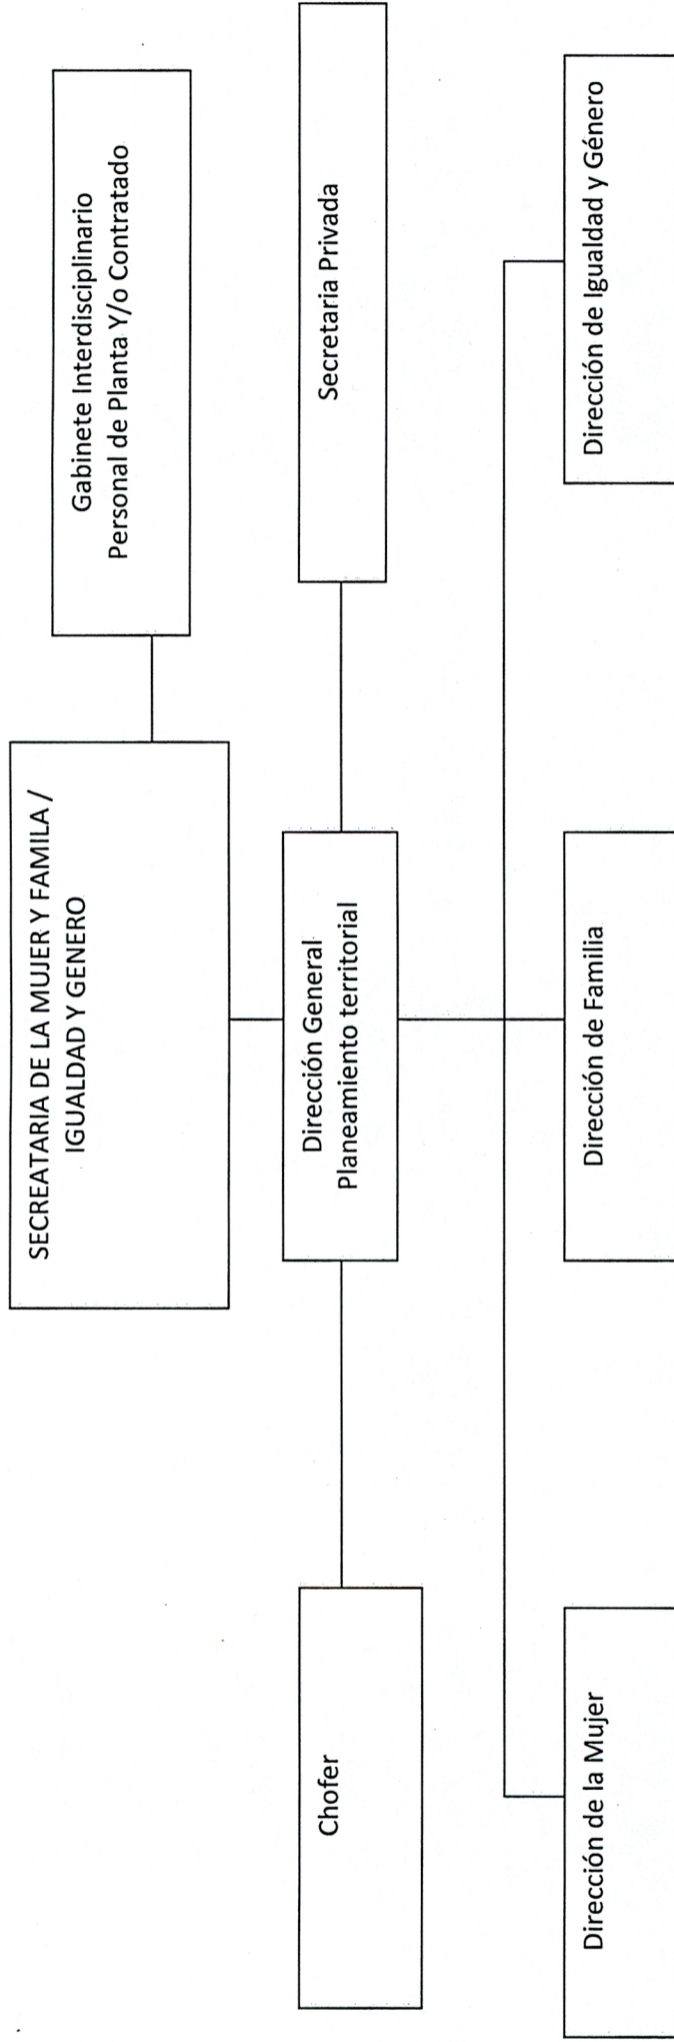 SECREATARIA DE LA MUJER Y FAMILA /
IGUALDAD Y GENERO
Gabinete Interdisciplinario
Personal de Planta Y/o Contratado
Chofer
Dirección General
Planeamiento territorial
Secretaria Privada
Dirección de la Mujer
Dirección de Familia
Dirección de Igualdad y Género